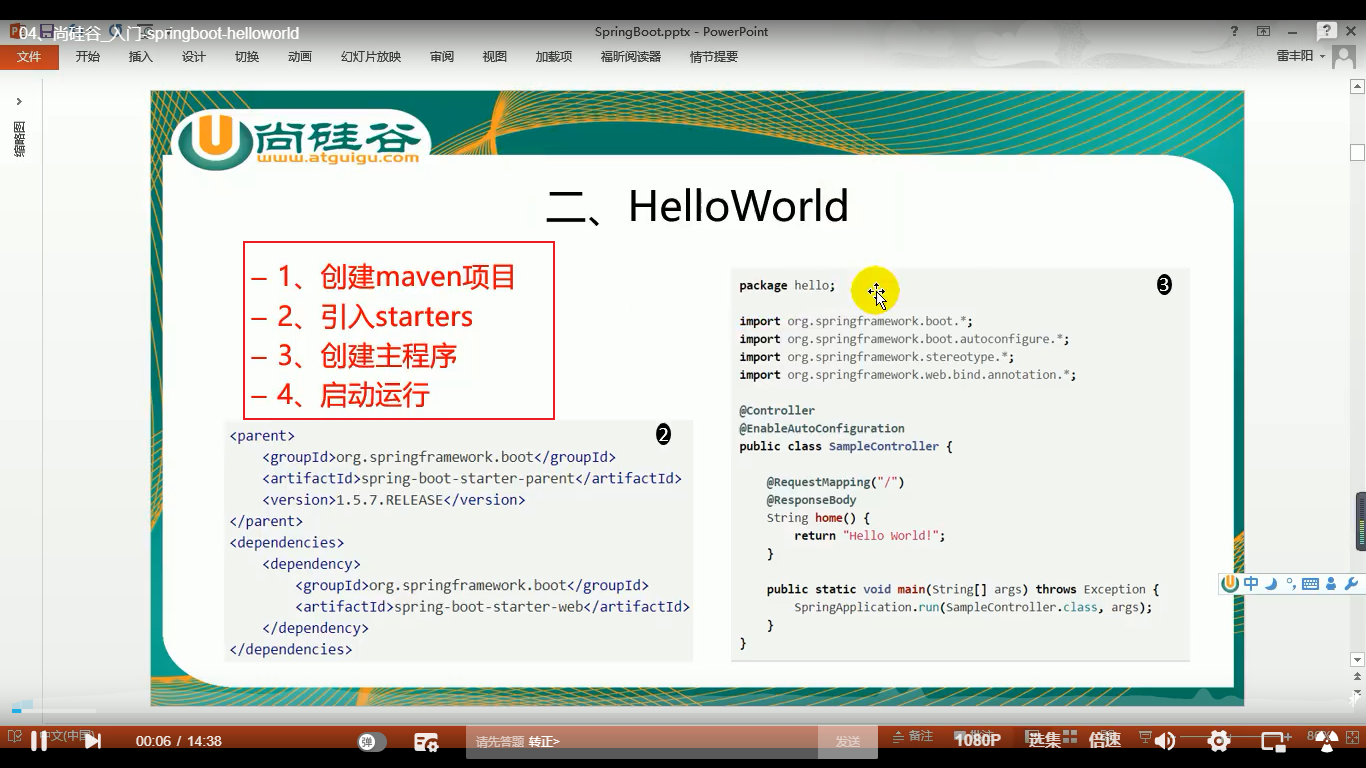 04、尚硅谷_入门-springboot-helloworld
SpringBoot.pptx - PowerPoint
文件 开始 插入 设计 切换 动画 幻灯片放映 审阅 视图 加载项 福昕阅读器 情节提要
雷丰阳
缩略图
尚硅谷
www.atguigu.com
二、HelloWorld
– 1、创建maven项目
– 2、引入starters
– 3、创建主程序
– 4、启动运行
2
<parent>
<groupId>org.springframework.boot</groupId>
<artifactId>spring-boot-starter-parent</artifactId>
<version>1.5.7.RELEASE</version>
</parent>
<dependencies>
<dependency>
<groupId>org.springframework.boot</groupId>
<artifactId>spring-boot-starter-web</artifactId>
</dependency>
</dependencies>
3
package hello;
import org.springframework.boot.*;
import org.springframework.boot.autoconfigure.*;
import org.springframework.stereotype.*;
import org.springframework.web.bind.annotation.*;
@Controller
@EnableAutoConfiguration
public class SampleController {
@RequestMapping("/")
@ResponseBody
String home() {
return "Hello World!";
}
public static void main(String[] args) throws Exception {
SpringApplication.run(SampleController.class, args);
}
}
中
中文(中国)
00:06 / 14:38
弹
请先答题 转正>
发送
备注
1080P
选集
倍速